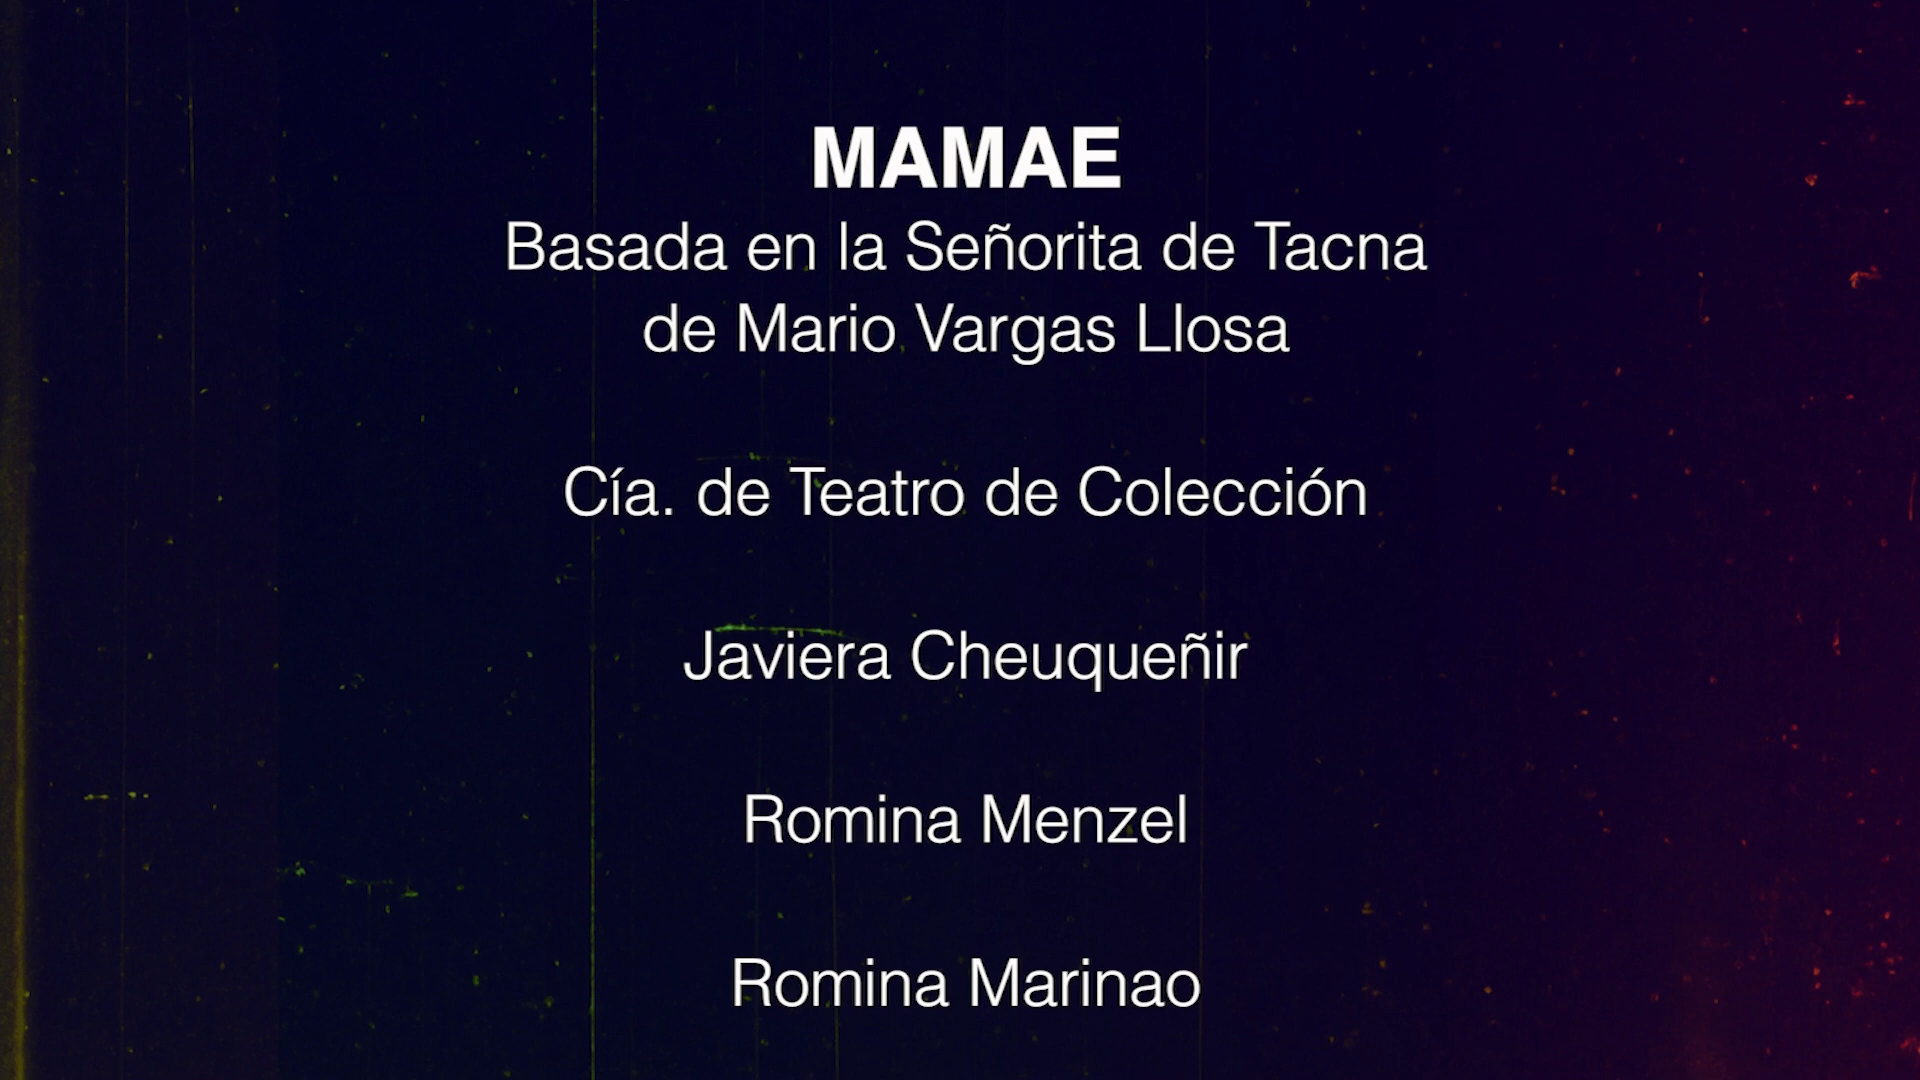 MAMAE
Basada en la Señorita de Tacna
de Mario Vargas Llosa
Cía. de Teatro de Colección
Javiera Cheuqueñir
Romina Menzel
Romina Marinao